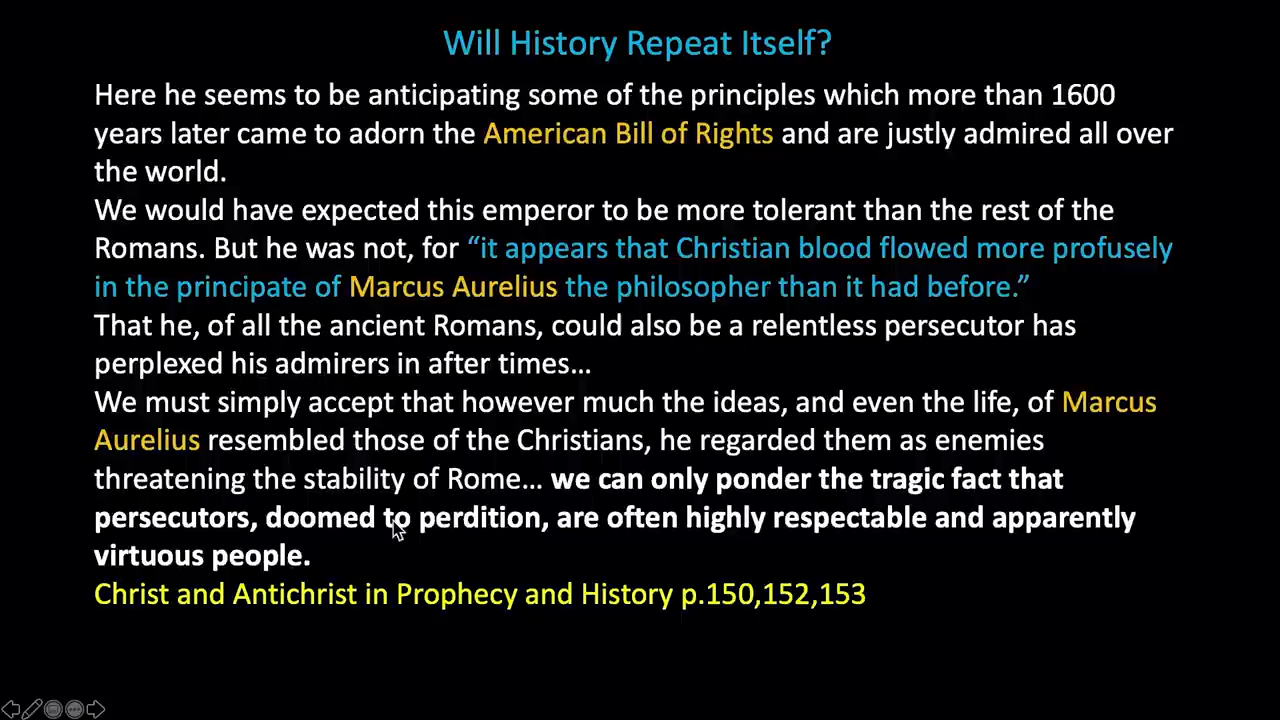 Will History Repeat Itself?
Here he seems to be anticipating some of the principles which more than 1600
years later came to adorn the American Bill of Rights and are justly admired all over
the world.
We would have expected this emperor to be more tolerant than the rest of the
Romans. But he was not, for “it appears that Christian blood flowed more profusely
in the principate of Marcus Aurelius the philosopher than it had before.”
That he, of all the ancient Romans, could also be a relentless persecutor has
perplexed his admirers in after times…
We must simply accept that however much the ideas, and even the life, of Marcus
Aurelius resembled those of the Christians, he regarded them as enemies
threatening the stability of Rome… we can only ponder the tragic fact that
persecutors, doomed to perdition, are often highly respectable and apparently
virtuous people.
Christ and Antichrist in Prophecy and History p.150,152,153